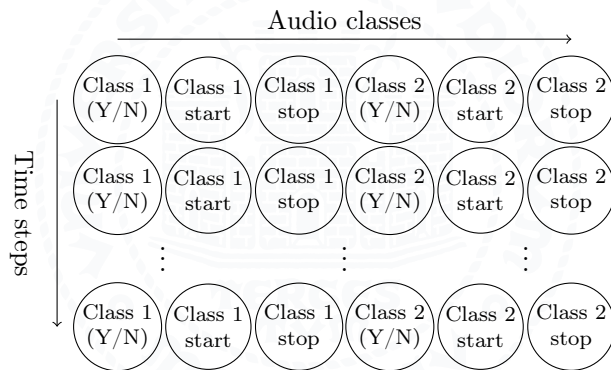 Audio classes
Time steps
Class 1 Class 1 Class 1 Class 2 Class 2 Class 2
(Y/N) start stop (Y/N) start stop
Class 1 Class 1 Class 1 Class 2 Class 2 Class 2
(Y/N) start stop (Y/N) start stop
⋮ ⋮ ⋮
Class 1 Class 1 Class 1 Class 2 Class 2 Class 2
(Y/N) start stop (Y/N) start stop